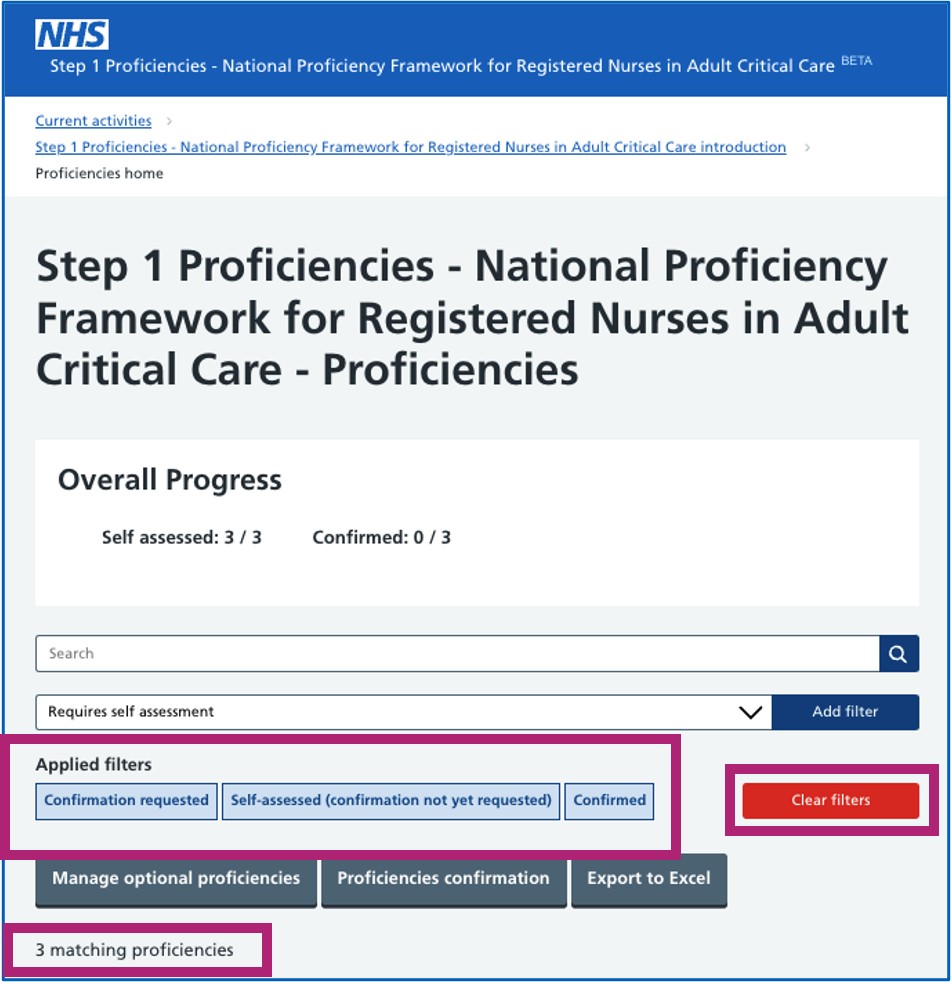 NHS
Step 1 Proficiencies - National Proficiency Framework for Registered Nurses in Adult Critical Care BETA
Current activities
Step 1 Proficiencies - National Proficiency Framework for Registered Nurses in Adult Critical Care introduction
Proficiencies home
Step 1 Proficiencies - National Proficiency
Framework for Registered Nurses in Adult
Critical Care - Proficiencies
Overall Progress
Self assessed: 3 / 3 Confirmed: 0 / 3
Search
Requires self assessment Add filter
Applied filters
Confirmation requested Self-assessed (confirmation not yet requested) Confirmed Clear filters
Manage optional proficiencies Proficiencies confirmation Export to Excel
3 matching proficiencies